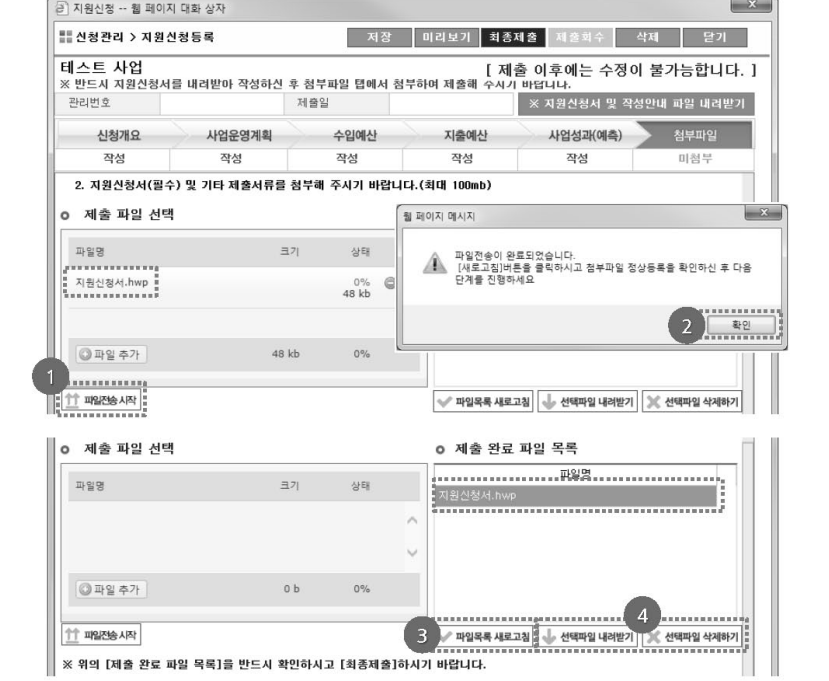 지원신청 -- 웹 페이지 대화 상자
신청관리 > 지원신청등록
저장 미리보기 최종제출 제출회수 삭제 닫기
테스트 사업
[ 제출 이후에는 수정이 불가능합니다. ]
※ 반드시 지원신청서를 내려받아 작성하신 후 첨부파일 탭에서 첨부하여 제출해 주시기 바랍니다.
관리번호 제출일 ※ 지원신청서 및 작성안내 파일 내려받기
신청개요 사업운영계획 수입예산 지출예산 사업성과(예측) 첨부파일
작성 작성 작성 작성 작성 미첨부
2. 지원신청서(필수) 및 기타 제출서류를 첨부해 주시기 바랍니다.(최대 100mb)
제출 파일 선택
파일명 크기 상태
지원신청서.hwp 0%
48 kb
파일 추가 48 kb 0%
1
파일전송 시작
웹 페이지 메시지
파일전송이 완료되었습니다.
[새로고침]버튼을 클릭하시고 첨부파일 정상등록을 확인하신 후 다음
단계를 진행하세요
2 확인
파일목록 새로고침 선택파일 내려받기 선택파일 삭제하기
제출 파일 선택
파일명 크기 상태
파일 추가 0 b 0%
파일전송 시작
제출 완료 파일 목록
파일명
지원신청서.hwp
4
3 파일목록 새로고침 선택파일 내려받기 선택파일 삭제하기
※ 위의 [제출 완료 파일 목록]을 반드시 확인하시고 [최종제출]하시기 바랍니다.